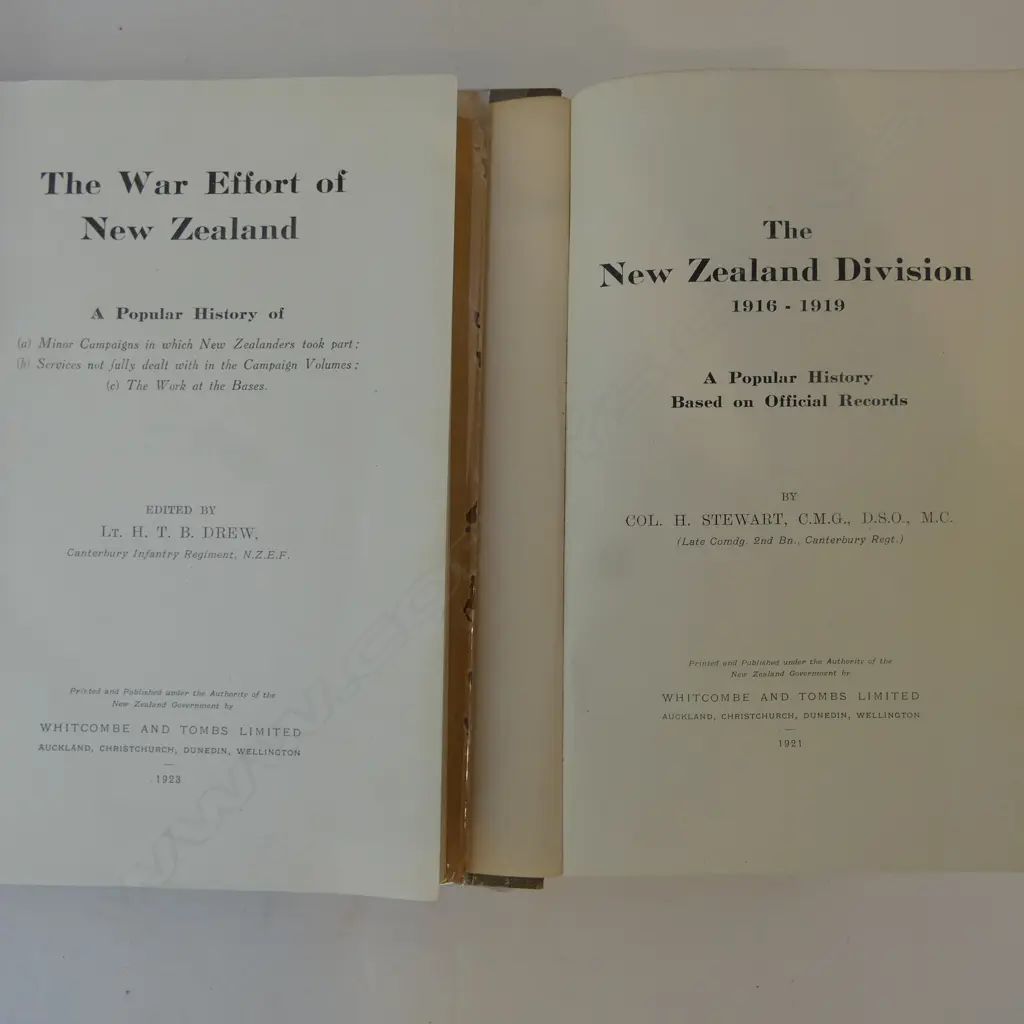 The War Effort of
New Zealand
A Popular History of
(a) Minor Campaigns in which New Zealanders took part;
(b) Services not fully dealt with in the Campaign Volumes;
(c) The Work at the Bases.
EDITED BY
LT. H. T. B. DREW,
Canterbury Infantry Regiment, N.Z.E.F.
Printed and Published under the Authority of the
New Zealand Government by
WHITCOMBE AND TOMBS LIMITED
AUCKLAND, CHRISTCHURCH, DUNEDIN, WELLINGTON
1923
The
New Zealand Division
1916 - 1919
A Popular History
Based on Official Records
BY
COL. H. STEWART, C.M.G., D.S.O., M.C.
(Late Comdg. 2nd Bn., Canterbury Regt.)
Printed and Published under the Authority of the
New Zealand Government by
WHITCOMBE AND TOMBS LIMITED
AUCKLAND, CHRISTCHURCH, DUNEDIN, WELLINGTON
1921